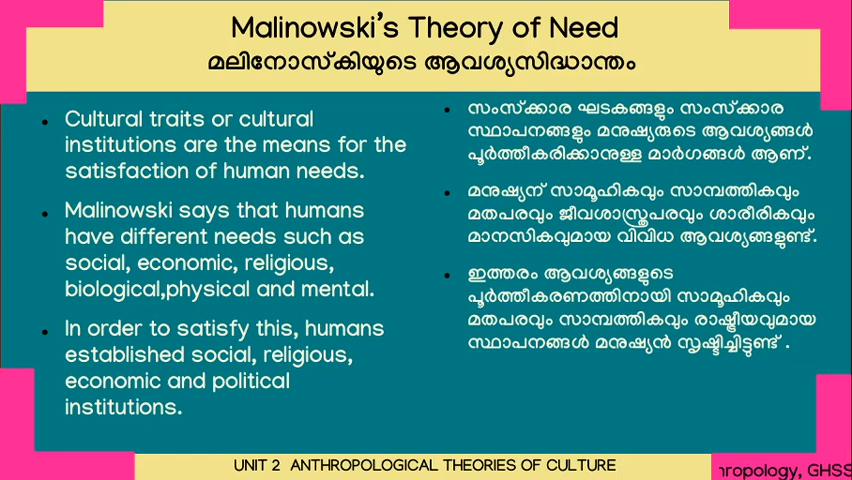 Malinowski's Theory of Need
മലിനോസ്കിയുടെ ആവശ്യസിദ്ധാന്തം
Cultural traits or cultural
institutions are the means for the
satisfaction of human needs.
Malinowski says that humans
have different needs such as
social, economic, religious,
biological,physical and mental.
In order to satisfy this, humans
established social, religious,
economic and political
institutions.
സംസ്ക്കാര ഘടകങ്ങളും സംസ്ക്കാര
സ്ഥാപനങ്ങളും മനുഷ്യരുടെ ആവശ്യങ്ങൾ
പൂർത്തീകരിക്കാനുള്ള മാർഗങ്ങൾ ആണ്.
മനുഷ്യന് സാമൂഹികവും സാമ്പത്തികവും
മതപരവും ജീവശാസ്ത്രപരവും ശാരീരികവും
മാനസികവുമായ വിവിധ ആവശ്യങ്ങളുണ്ട്.
ഇത്തരം ആവശ്യങ്ങളുടെ
പൂർത്തീകരണത്തിനായി സാമൂഹികവും
മതപരവും സാമ്പത്തികവും രാഷ്ട്രീയവുമായ
സ്ഥാപനങ്ങൾ മനുഷ്യൻ സൃഷ്ടിച്ചിട്ടുണ്ട് .
UNIT 2 ANTHROPOLOGICAL THEORIES OF CULTURE
hropology, GHSS